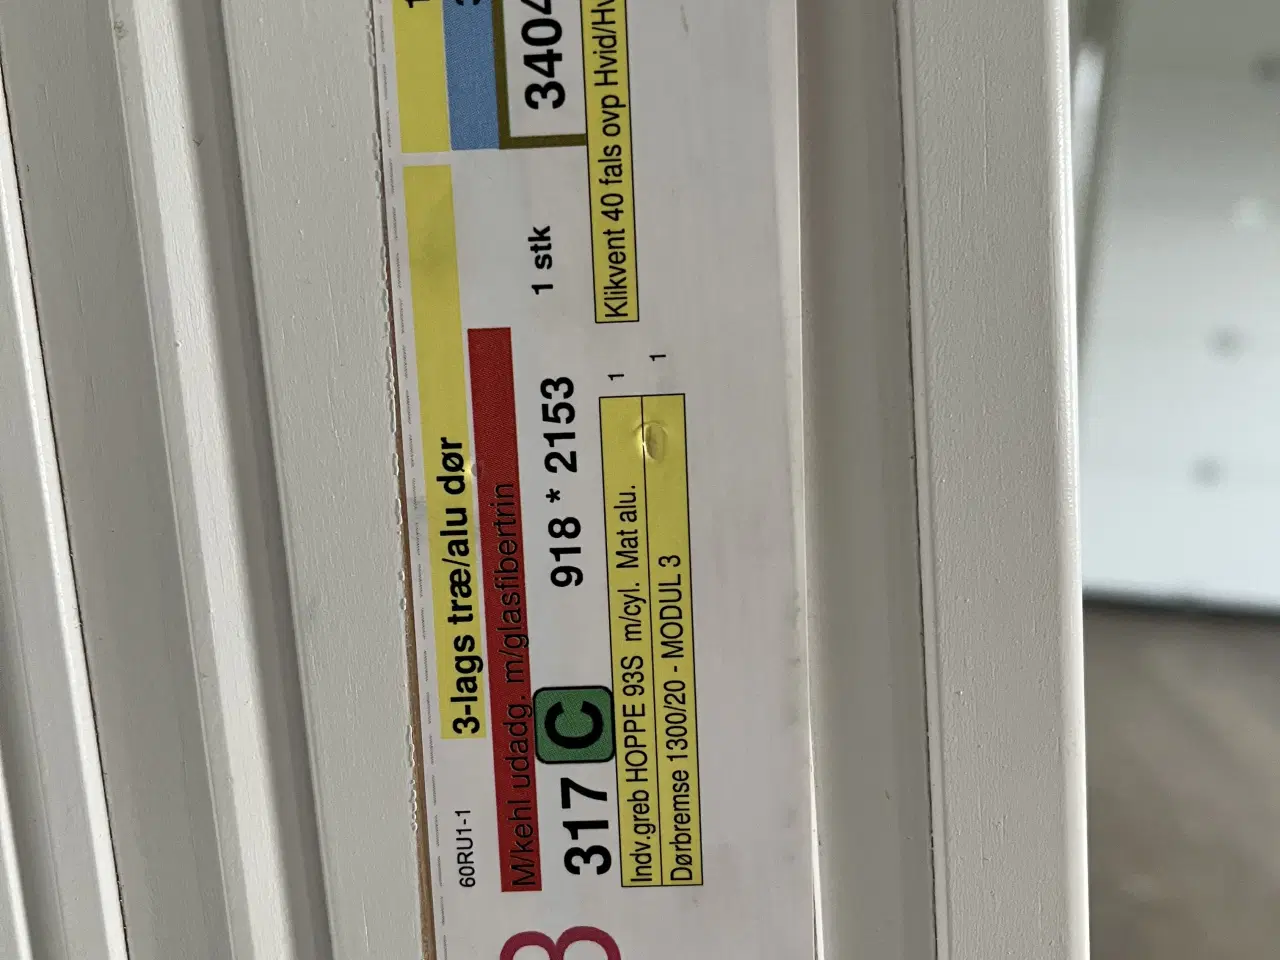 60RU1-1 3-lags træ/alu dør
M/kehl udadg. m/glasfibertrin
317 C 918 * 2153 1 stk 3404
Indv.greb HOPPE 93S m/cyl. Mat alu. 1 Klikvent 40 fals ovp Hvid/Hv
Dørbremse 1300/20 - MODUL 3 1